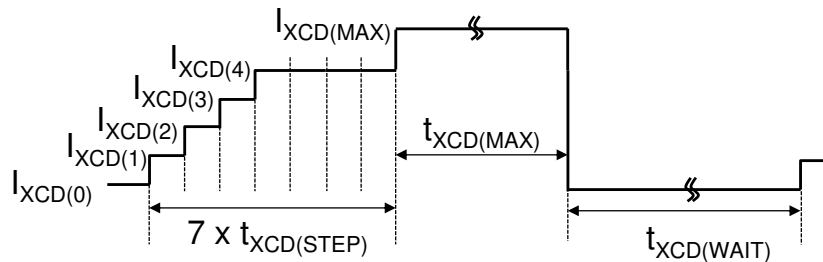 I_XCD(MAX)
I_XCD(4)
I_XCD(3)
I_XCD(2)
I_XCD(1)
I_XCD(0)
t_XCD(MAX)
7 x t_XCD(STEP)
t_XCD(WAIT)